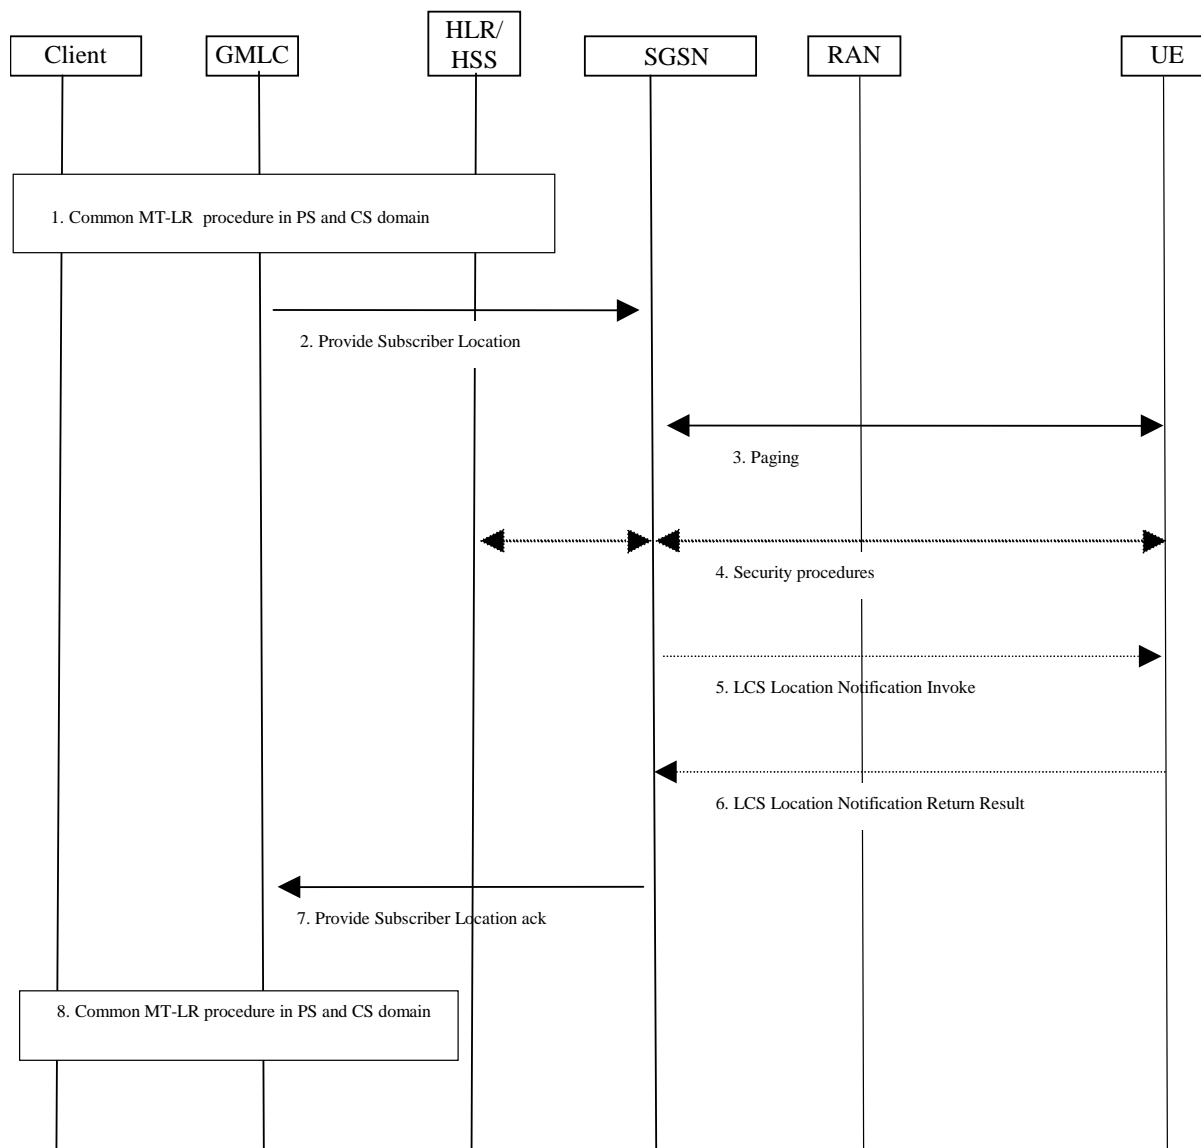 Client
GMLC
HLR/
HSS
SGSN
RAN
UE
1. Common MT-LR procedure in PS and CS domain
2. Provide Subscriber Location
3. Paging
4. Security procedures
5. LCS Location Notification Invoke
6. LCS Location Notification Return Result
7. Provide Subscriber Location ack
8. Common MT-LR procedure in PS and CS domain